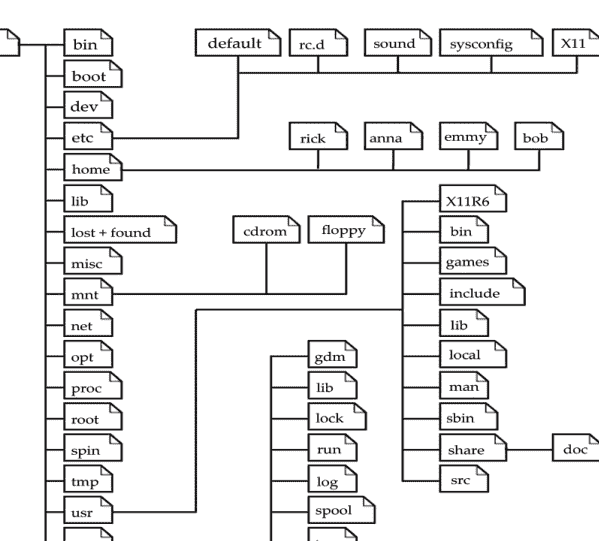 bin
default
rc.d
sound
sysconfig
X11
boot
dev
etc
rick
anna
emmy
bob
home
lib
X11R6
lost + found
cdrom
floppy
bin
misc
games
mnt
include
net
lib
opt
gdm
local
proc
lib
man
root
lock
sbin
spin
run
share
doc
tmp
log
src
usr
spool